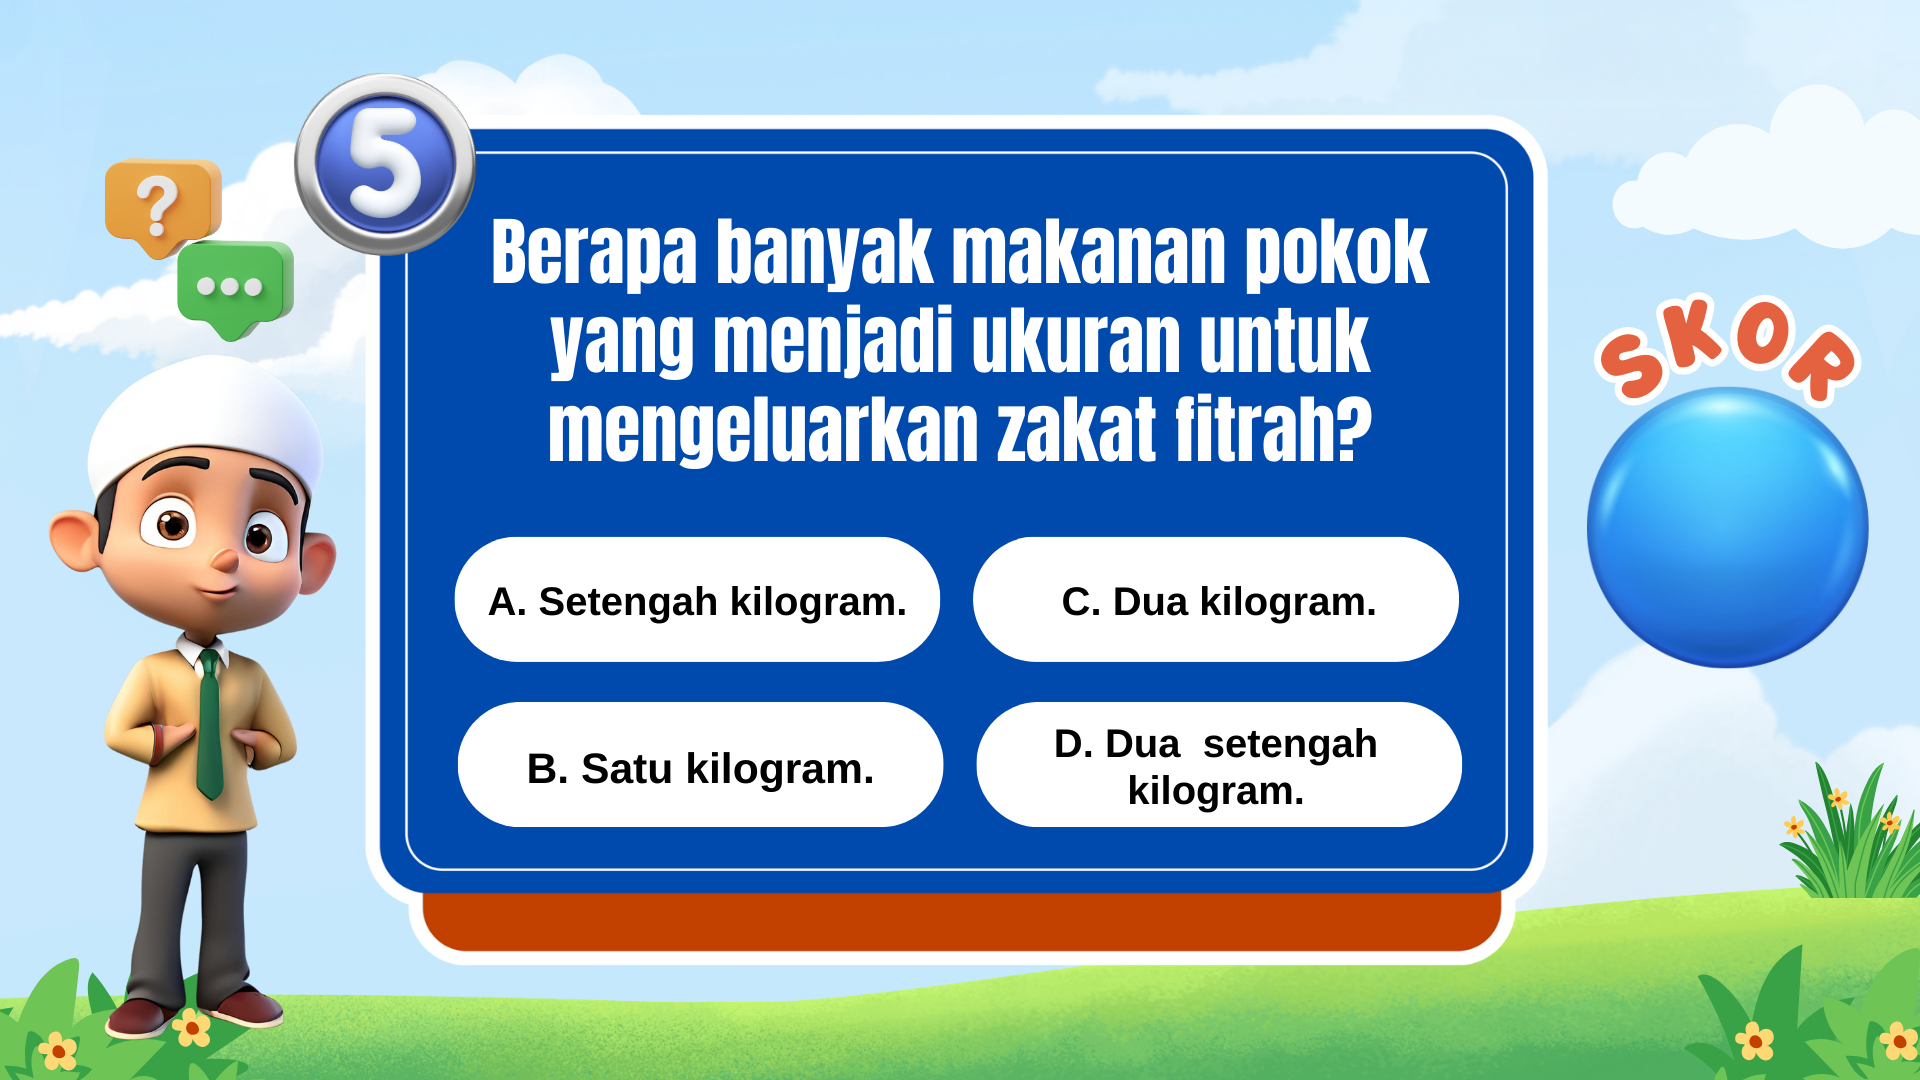 5
?
Berapa banyak makanan pokok
yang menjadi ukuran untuk
mengeluarkan zakat fitrah?
SKOR
A. Setengah kilogram.
C. Dua kilogram.
B. Satu kilogram.
D. Dua  setengah
kilogram.